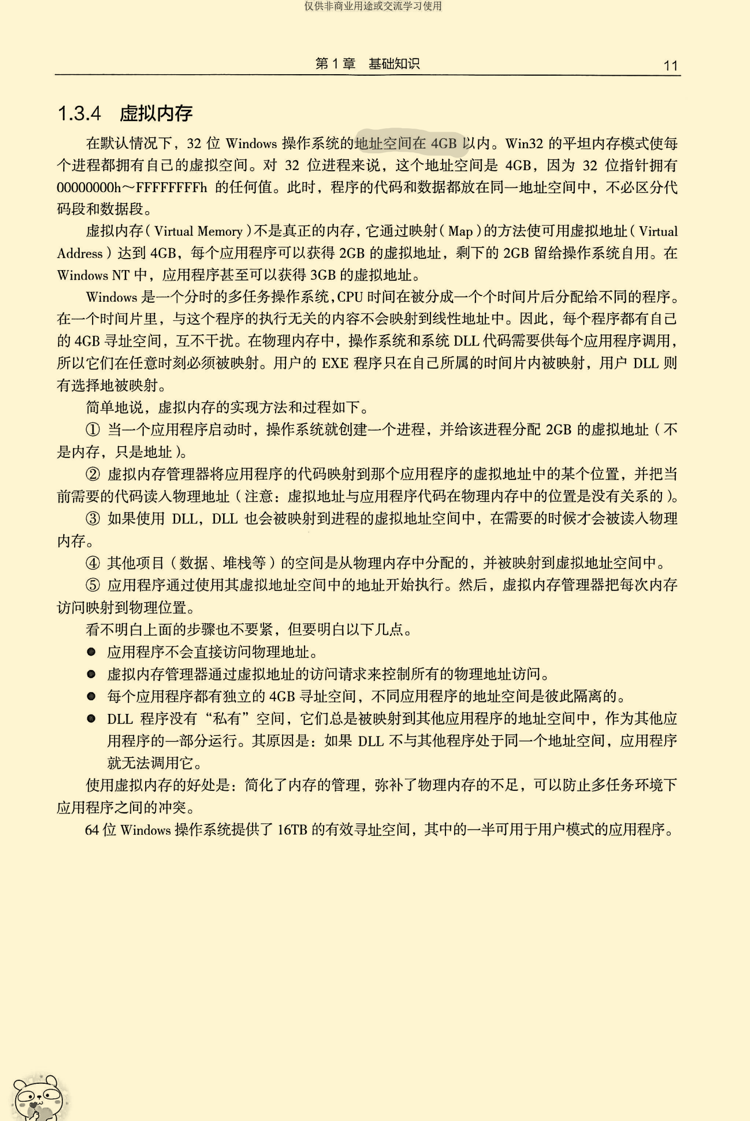 仅供非商业用途或交流学习使用
第 1 章　基础知识　11
1.3.4　虚拟内存
在默认情况下，32 位 Windows 操作系统的地址空间在 4GB 以内。Win32 的平坦内存模式使每
个进程都拥有自己的虚拟空间。对 32 位进程来说，这个地址空间是 4GB，因为 32 位指针拥有
00000000h～FFFFFFFFh 的任何值。此时，程序的代码和数据都放在同一地址空间中，不必区分代
码段和数据段。
虚拟内存（Virtual Memory）不是真正的内存，它通过映射（Map）的方法使可用虚拟地址（Virtual
Address）达到 4GB，每个应用程序可以获得 2GB 的虚拟地址，剩下的 2GB 留给操作系统自用。在
Windows NT 中，应用程序甚至可以获得 3GB 的虚拟地址。
Windows 是一个分时的多任务操作系统，CPU 时间在被分成一个个时间片后分配给不同的程序。
在一个时间片里，与这个程序的执行无关的内容不会映射到线性地址中。因此，每个程序都有自己
的 4GB 寻址空间，互不干扰。在物理内存中，操作系统和系统 DLL 代码需要供每个应用程序调用，
所以它们在任意时刻必须被映射。用户的 EXE 程序只在自己所属的时间片内被映射，用户 DLL 则
有选择地被映射。
简单地说，虚拟内存的实现方法和过程如下。
① 当一个应用程序启动时，操作系统就创建一个进程，并给该进程分配 2GB 的虚拟地址（不
是内存，只是地址）。
② 虚拟内存管理器将应用程序的代码映射到那个应用程序的虚拟地址中的某个位置，并把当
前需要的代码读入物理地址（注意：虚拟地址与应用程序代码在物理内存中的位置是没有关系的）。
③ 如果使用 DLL，DLL 也会被映射到进程的虚拟地址空间中，在需要的时候才会被读入物理
内存。
④ 其他项目（数据、堆栈等）的空间是从物理内存中分配的，并被映射到虚拟地址空间中。
⑤ 应用程序通过使用其虚拟地址空间中的地址开始执行。然后，虚拟内存管理器把每次内存
访问映射到物理位置。
看不明白上面的步骤也不要紧，但要明白以下几点。
● 应用程序不会直接访问物理地址。
● 虚拟内存管理器通过虚拟地址的访问请求来控制所有的物理地址访问。
● 每个应用程序都有独立的 4GB 寻址空间，不同应用程序的地址空间是彼此隔离的。
● DLL 程序没有“私有”空间，它们总是被映射到其他应用程序的地址空间中，作为其他应
用程序的一部分运行。其原因是：如果 DLL 不与其他程序处于同一个地址空间，应用程序
就无法调用它。
使用虚拟内存的好处是：简化了内存的管理，弥补了物理内存的不足，可以防止多任务环境下
应用程序之间的冲突。
64 位 Windows 操作系统提供了 16TB 的有效寻址空间，其中的一半可用于用户模式的应用程序。